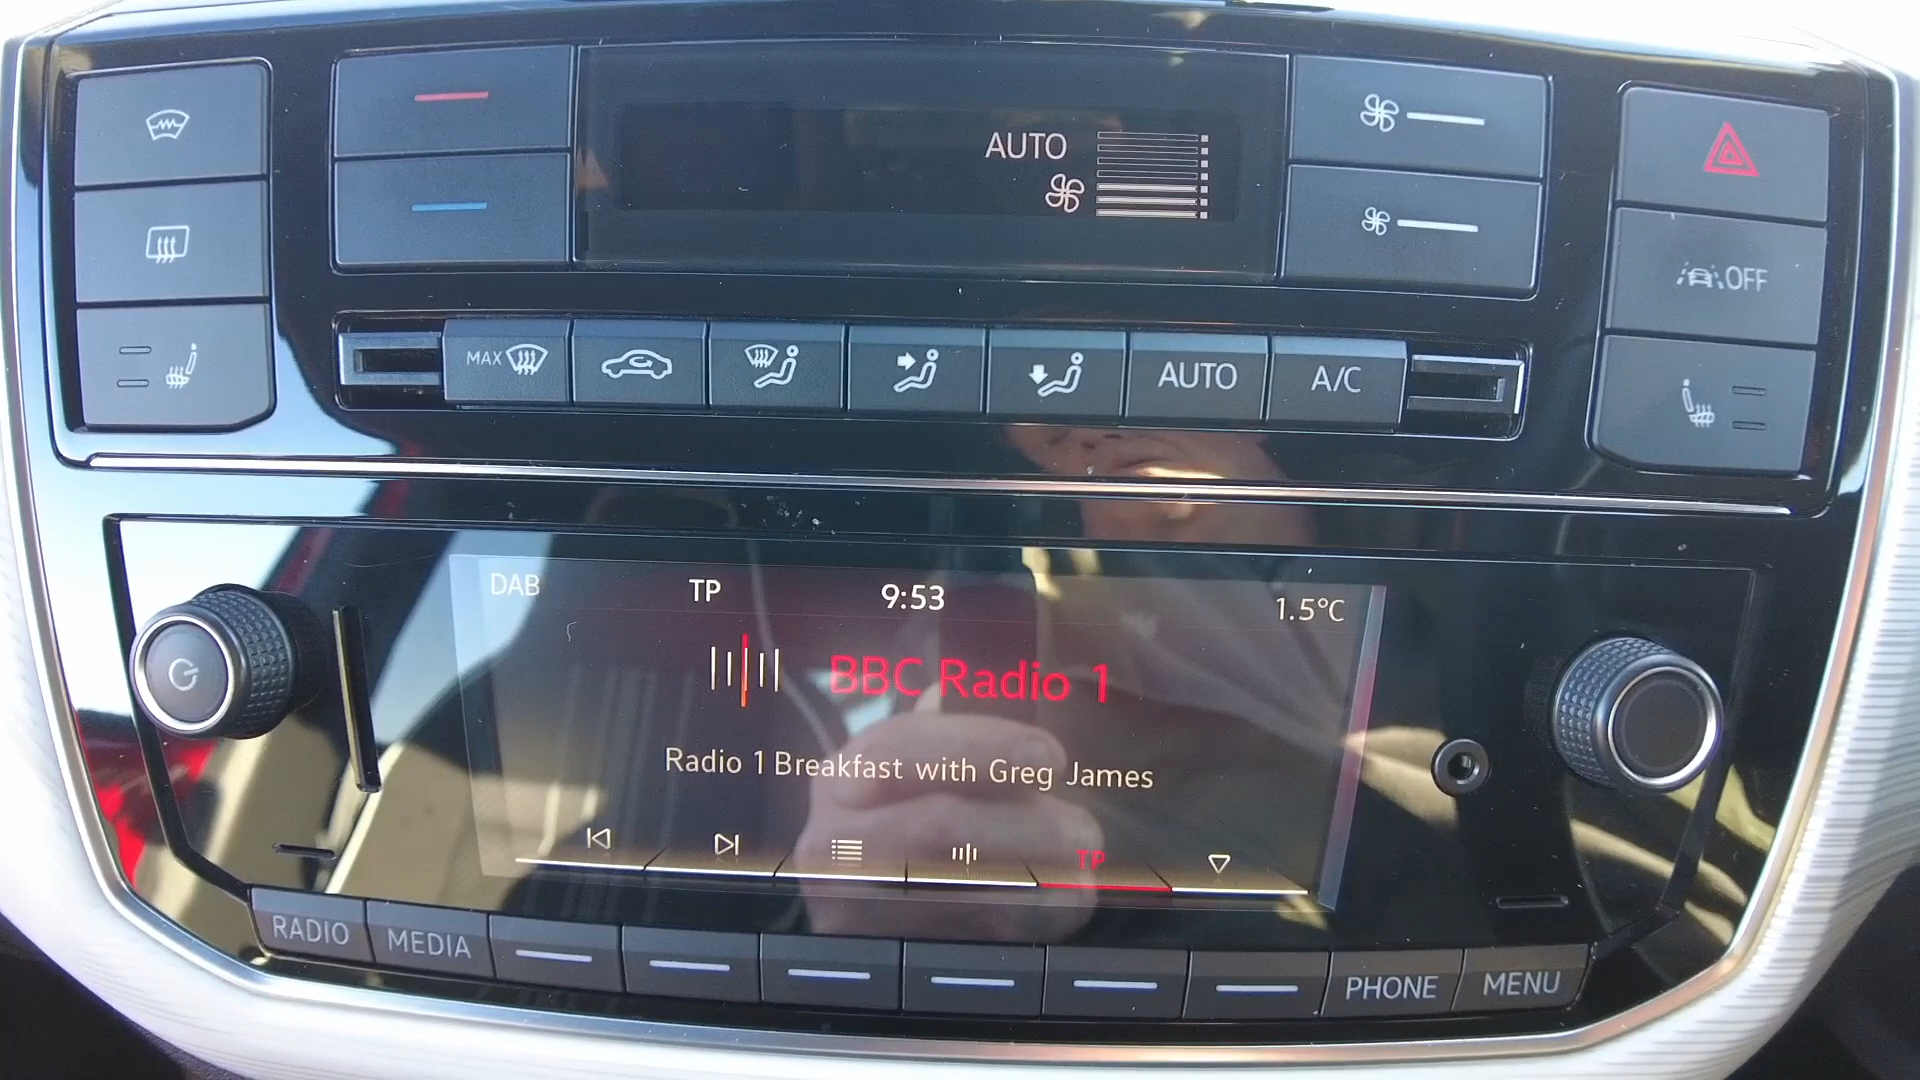 AUTO
OFF
MAX
AUTO
A/C
DAB TP 9:53 1.5°C
BBC Radio 1
Radio 1 Breakfast with Greg James
TP
RADIO MEDIA PHONE MENU